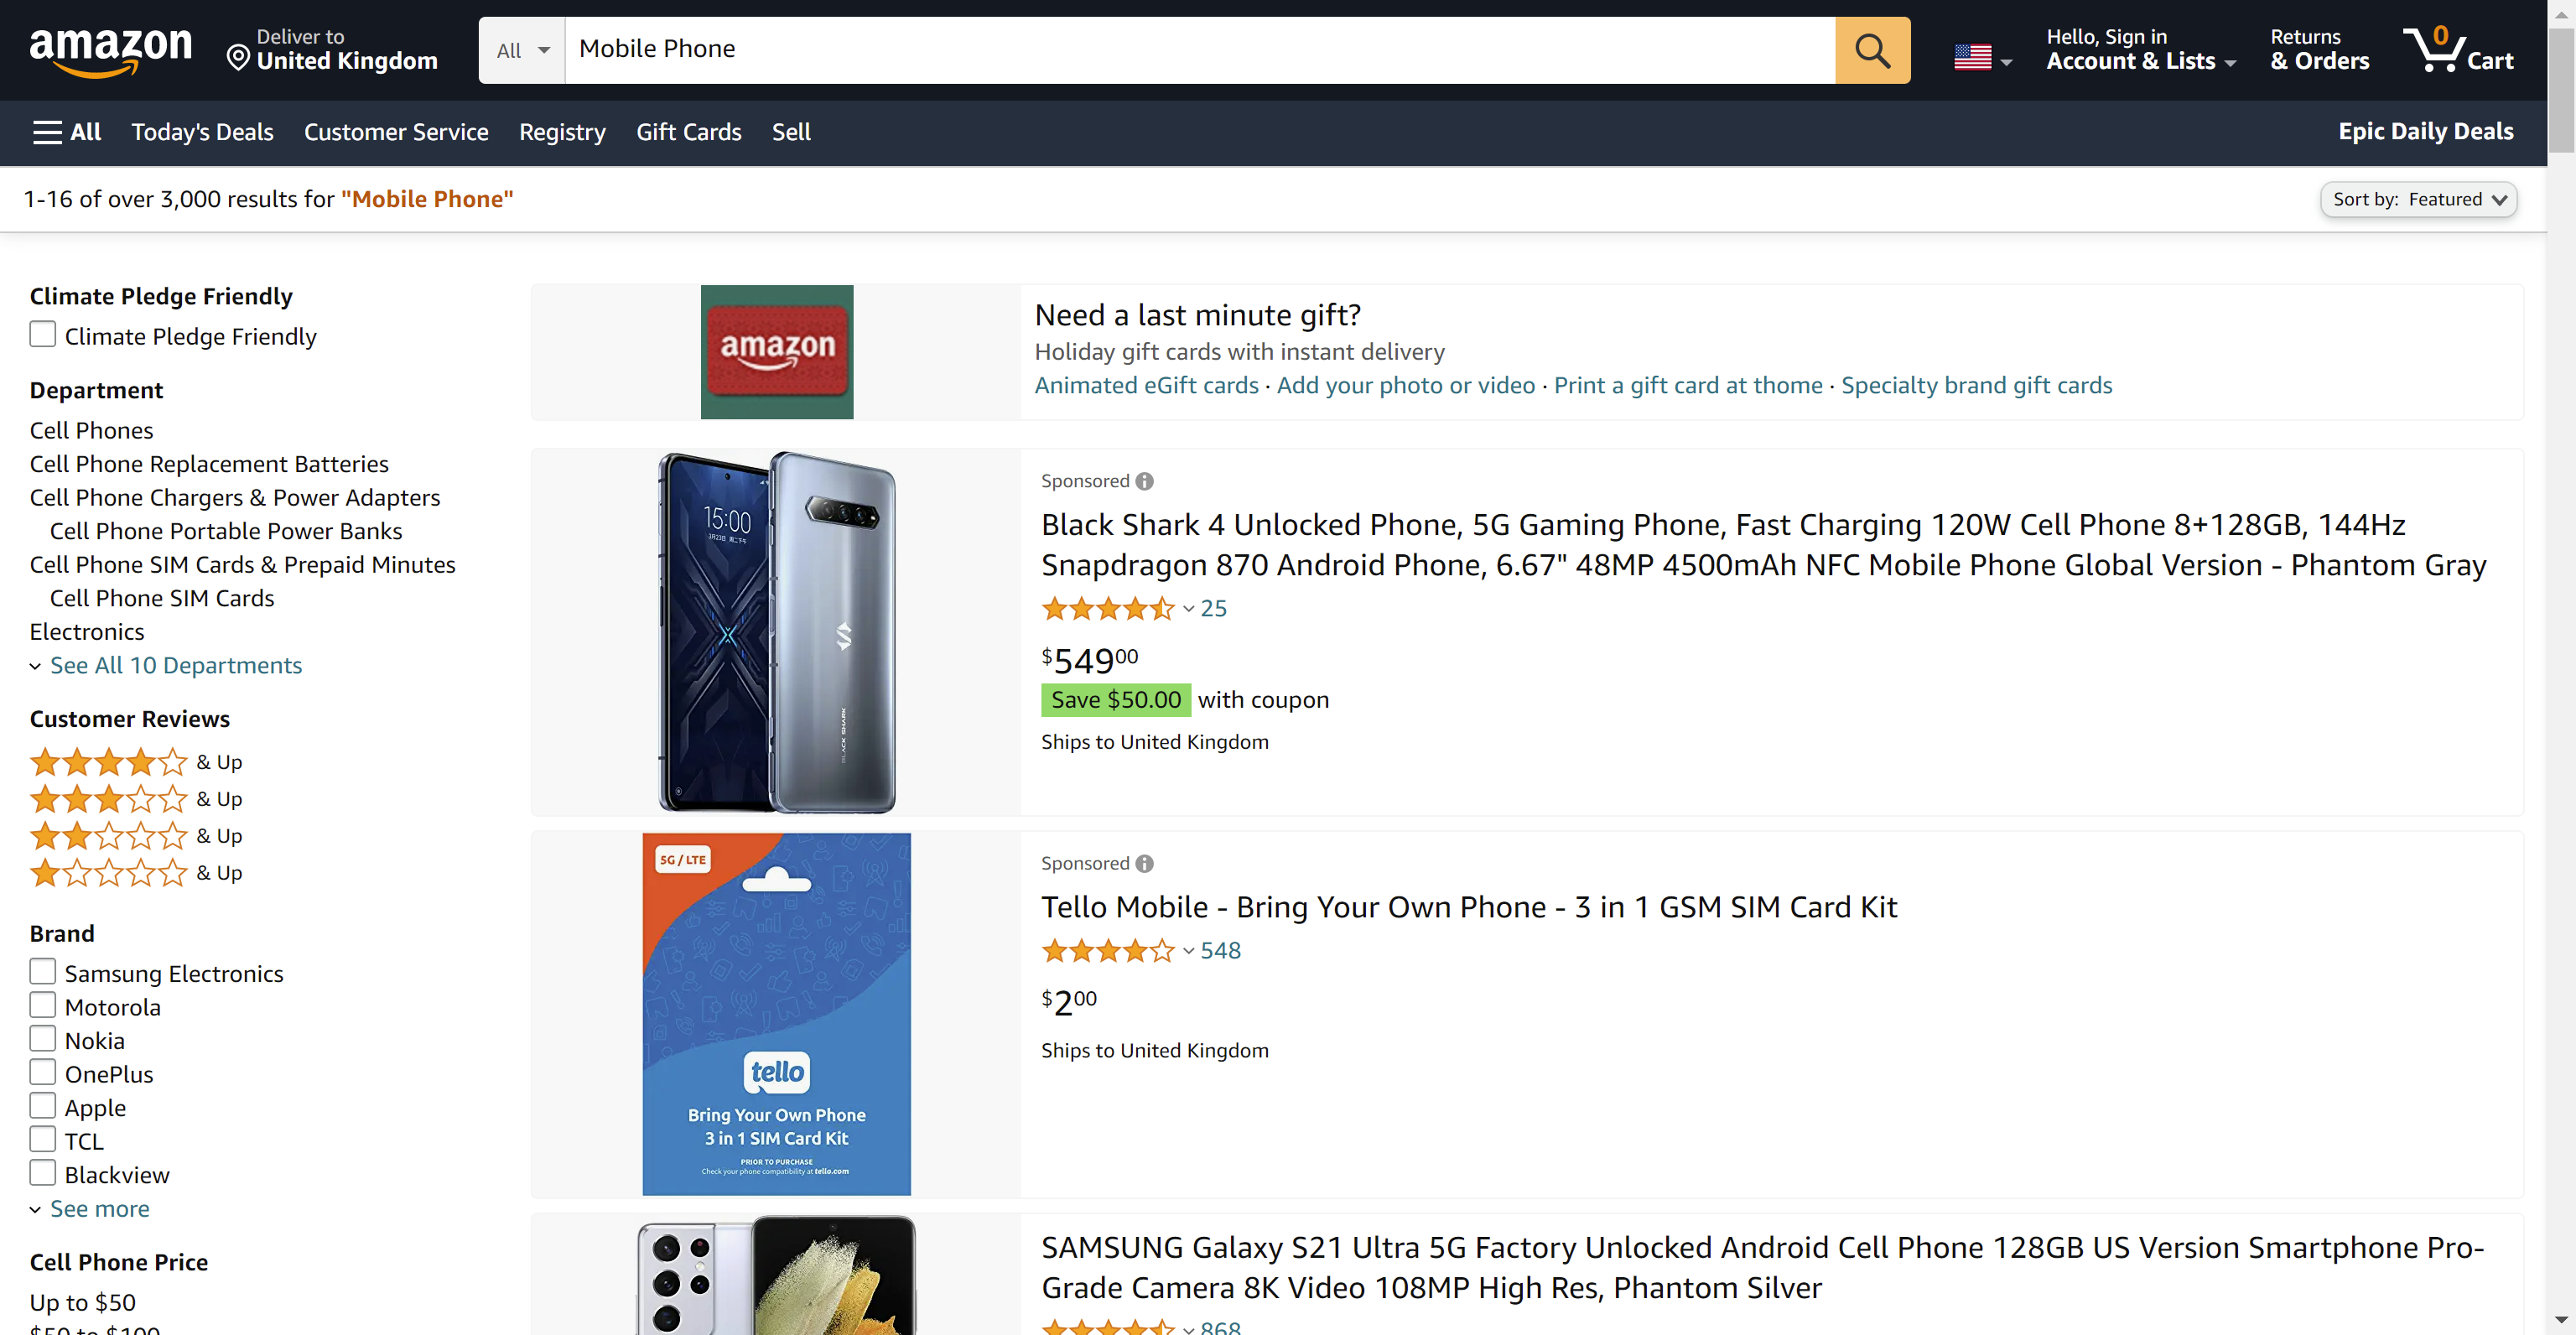 amazon
Deliver to
United Kingdom
All
Mobile Phone
Hello, Sign in
Account & Lists
Returns
& Orders
0
Cart
All
Today's Deals
Customer Service
Registry
Gift Cards
Sell
Epic Daily Deals
1-16 of over 3,000 results for "Mobile Phone"
Sort by: Featured
Climate Pledge Friendly
Climate Pledge Friendly
Department
Cell Phones
Cell Phone Replacement Batteries
Cell Phone Chargers & Power Adapters
Cell Phone Portable Power Banks
Cell Phone SIM Cards & Prepaid Minutes
Cell Phone SIM Cards
Electronics
See All 10 Departments
Customer Reviews
& Up
& Up
& Up
& Up
Brand
Samsung Electronics
Motorola
Nokia
OnePlus
Apple
TCL
Blackview
See more
Cell Phone Price
Up to $50
$50 to $100
amazon
Need a last minute gift?
Holiday gift cards with instant delivery
Animated eGift cards · Add your photo or video · Print a gift card at thome · Specialty brand gift cards
15:00
BLACK SHARK
Sponsored
Black Shark 4 Unlocked Phone, 5G Gaming Phone, Fast Charging 120W Cell Phone 8+128GB, 144Hz
Snapdragon 870 Android Phone, 6.67" 48MP 4500mAh NFC Mobile Phone Global Version - Phantom Gray
25
$54900
Save $50.00 with coupon
Ships to United Kingdom
5G / LTE
tello
Bring Your Own Phone
3 in 1 SIM Card Kit
PRIOR TO PURCHASE
Check your phone compatibility at tello.com
Sponsored
Tello Mobile - Bring Your Own Phone - 3 in 1 GSM SIM Card Kit
548
$200
Ships to United Kingdom
SAMSUNG Galaxy S21 Ultra 5G Factory Unlocked Android Cell Phone 128GB US Version Smartphone Pro-
Grade Camera 8K Video 108MP High Res, Phantom Silver
868